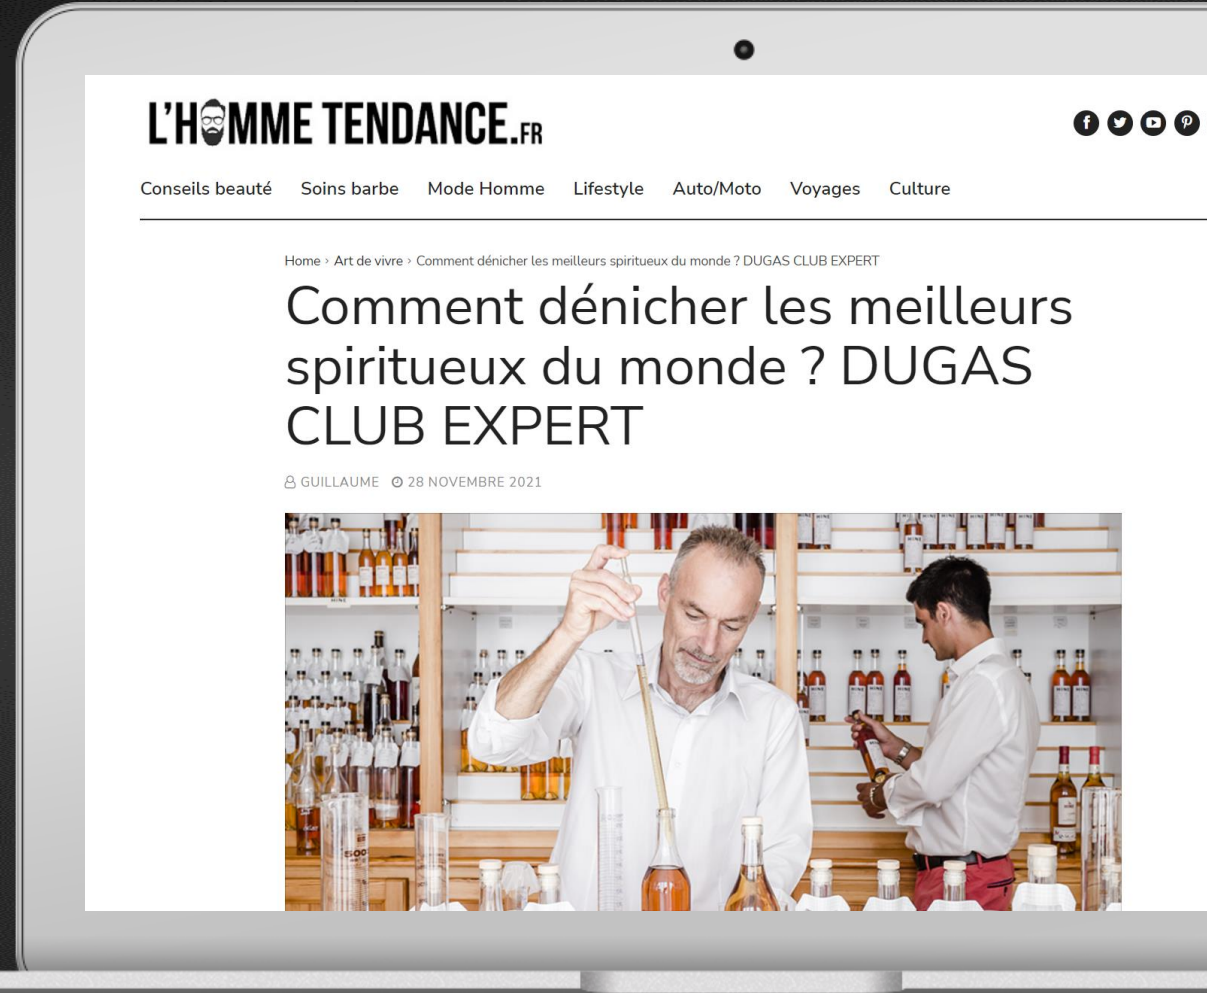 L'HOMME TENDANCE.FR
Conseils beauté Soins barbe Mode Homme Lifestyle Auto/Moto Voyages Culture
Home › Art de vivre › Comment dénicher les meilleurs spiritueux du monde ? DUGAS CLUB EXPERT
Comment dénicher les meilleurs
spiritueux du monde ? DUGAS
CLUB EXPERT
GUILLAUME 28 NOVEMBRE 2021
HINE
500